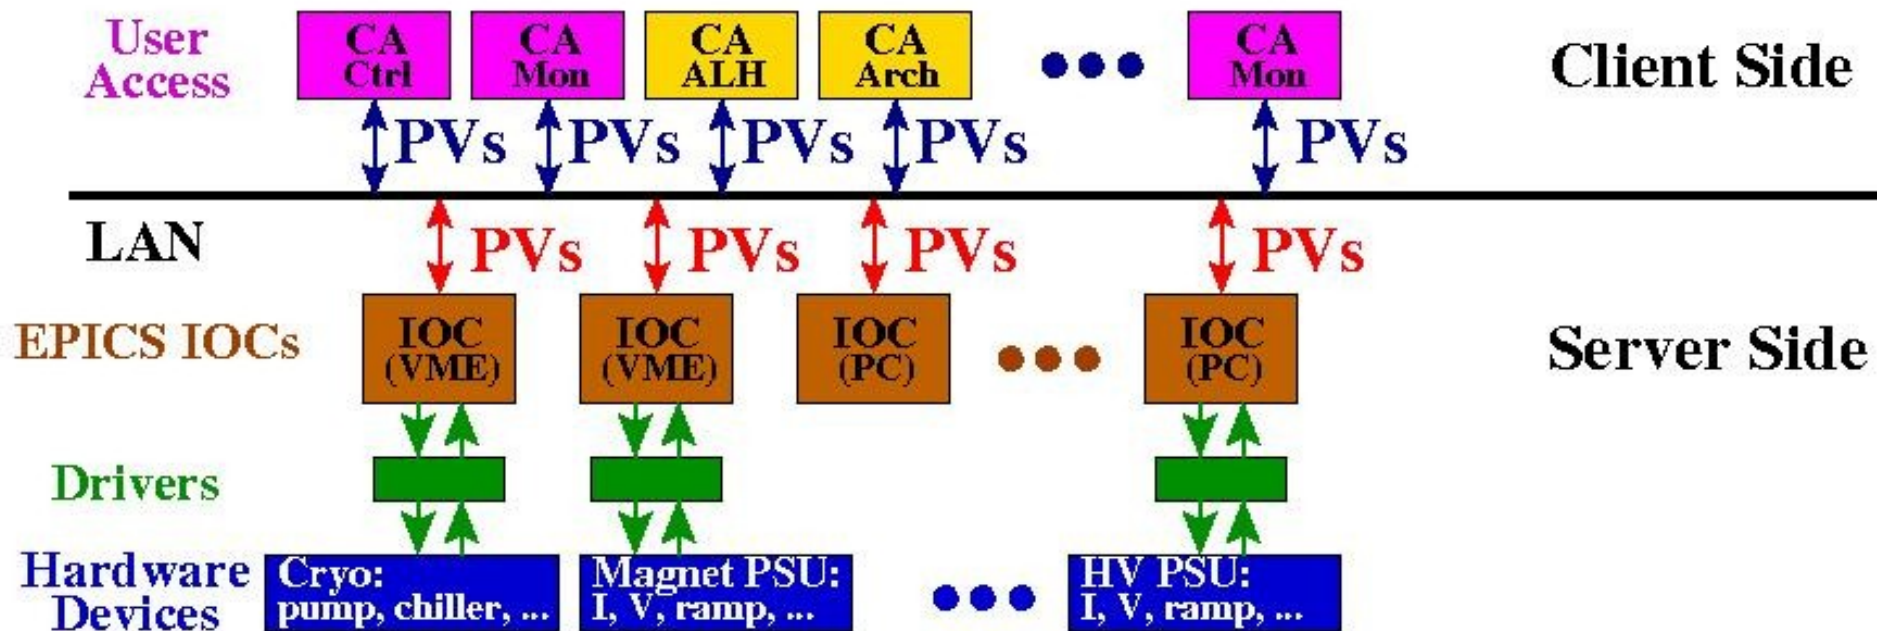 User
Access
CA
Ctrl
CA
Mon
CA
ALH
CA
Arch
CA
Mon
Client Side
PVs
PVs
PVs
PVs
PVs
LAN
PVs
PVs
PVs
PVs
EPICS IOCs
IOC
(VME)
IOC
(VME)
IOC
(PC)
IOC
(PC)
Server Side
Drivers
Hardware
Devices
Cryo:
pump, chiller, ...
Magnet PSU:
I, V, ramp, ...
HV PSU:
I, V, ramp, ...